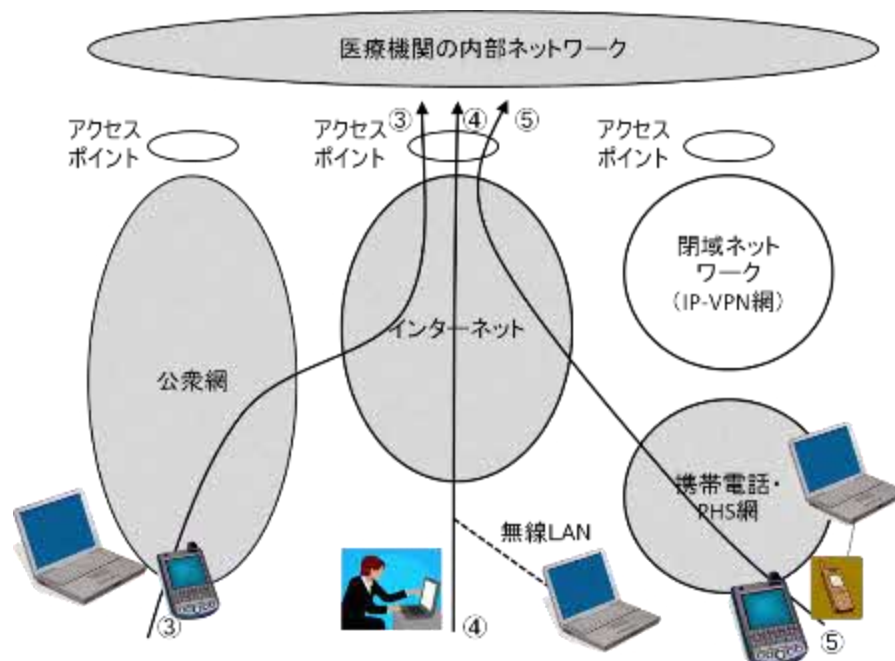 医療機関の内部ネットワーク
③
④
⑤
アクセス
ポイント
アクセス
ポイント
アクセス
ポイント
閉域ネット
ワーク
（IP-VPN網）
インターネット
公衆網
携帯電話・
PHS網
無線LAN
③
④
⑤